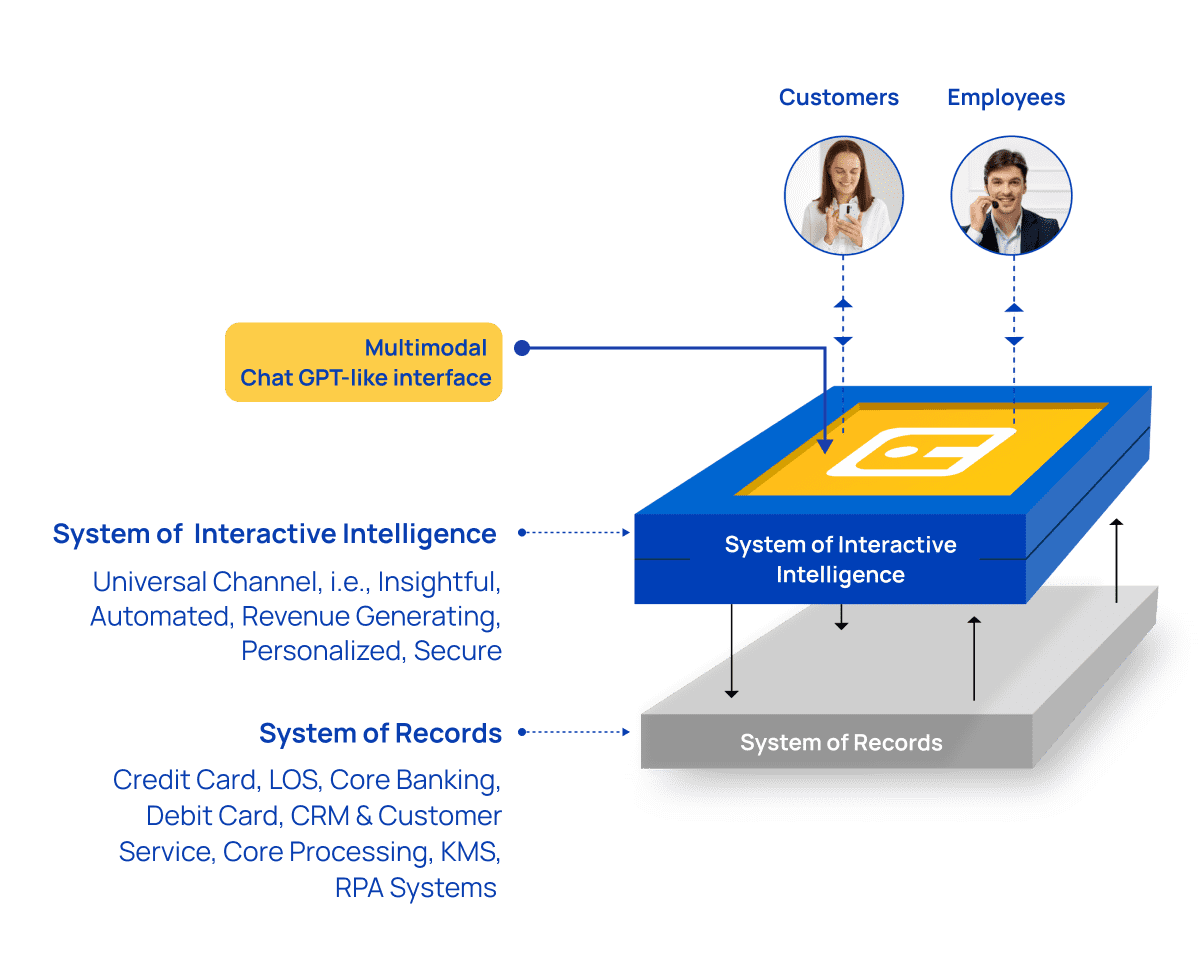 Customers
Employees
Multimodal
Chat GPT-like interface
System of Interactive Intelligence
Universal Channel, i.e., Insightful,
Automated, Revenue Generating,
Personalized, Secure
System of Interactive
Intelligence
System of Records
Credit Card, LOS, Core Banking,
Debit Card, CRM & Customer
Service, Core Processing, KMS,
RPA Systems
System of Records